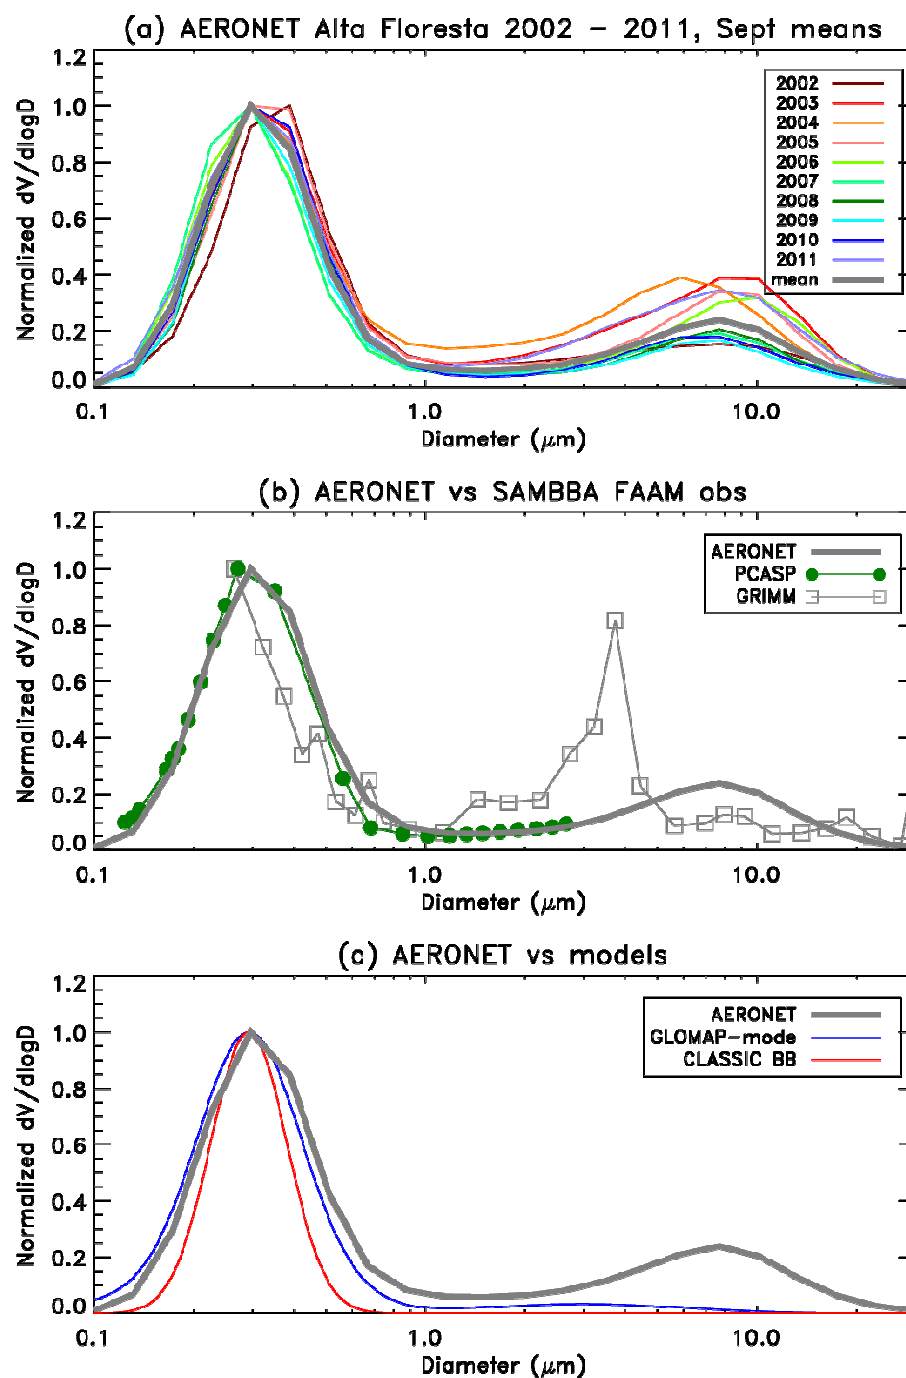 (a) AERONET Alta Floresta 2002 – 2011, Sept means
Normalized dV/dlogD
1.2
1.0
0.8
0.6
0.4
0.2
0.0
2002
2003
2004
2005
2006
2007
2008
2009
2010
2011
mean
0.1
1.0
10.0
Diameter (μm)
(b) AERONET vs SAMBBA FAAM obs
Normalized dV/dlogD
1.2
1.0
0.8
0.6
0.4
0.2
0.0
AERONET
PCASP
GRIMM
0.1
1.0
10.0
Diameter (μm)
(c) AERONET vs models
Normalized dV/dlogD
1.2
1.0
0.8
0.6
0.4
0.2
0.0
AERONET
GLOMAP–mode
CLASSIC BB
0.1
1.0
10.0
Diameter (μm)